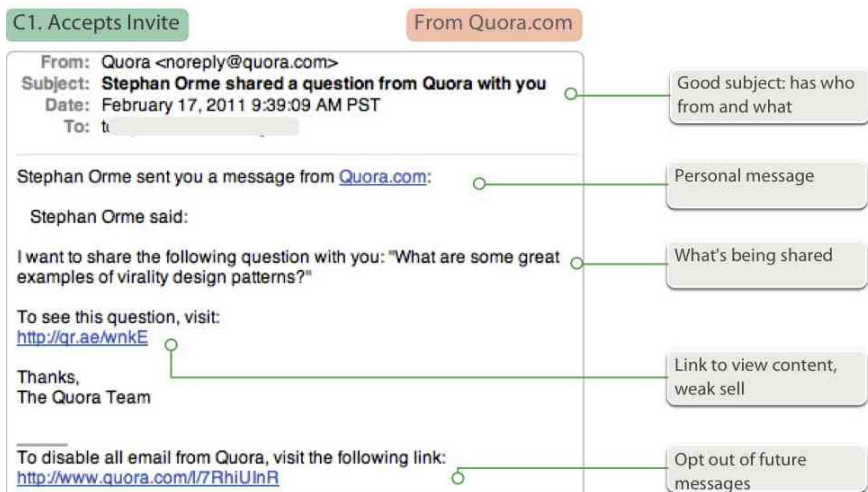 C1. Accepts Invite
From Quora.com
From: Quora <noreply@quora.com>
Subject: Stephan Orme shared a question from Quora with you
Date: February 17, 2011 9:39:09 AM PST
To:
Good subject: has who
from and what
Stephan Orme sent you a message from Quora.com:
Personal message
Stephan Orme said:
I want to share the following question with you: "What are some great
examples of virality design patterns?"
What's being shared
To see this question, visit:
http://qr.ae/wnkE
Link to view content,
weak sell
Thanks,
The Quora Team
To disable all email from Quora, visit the following link:
http://www.quora.com/l/7RhiUInR
Opt out of future
messages